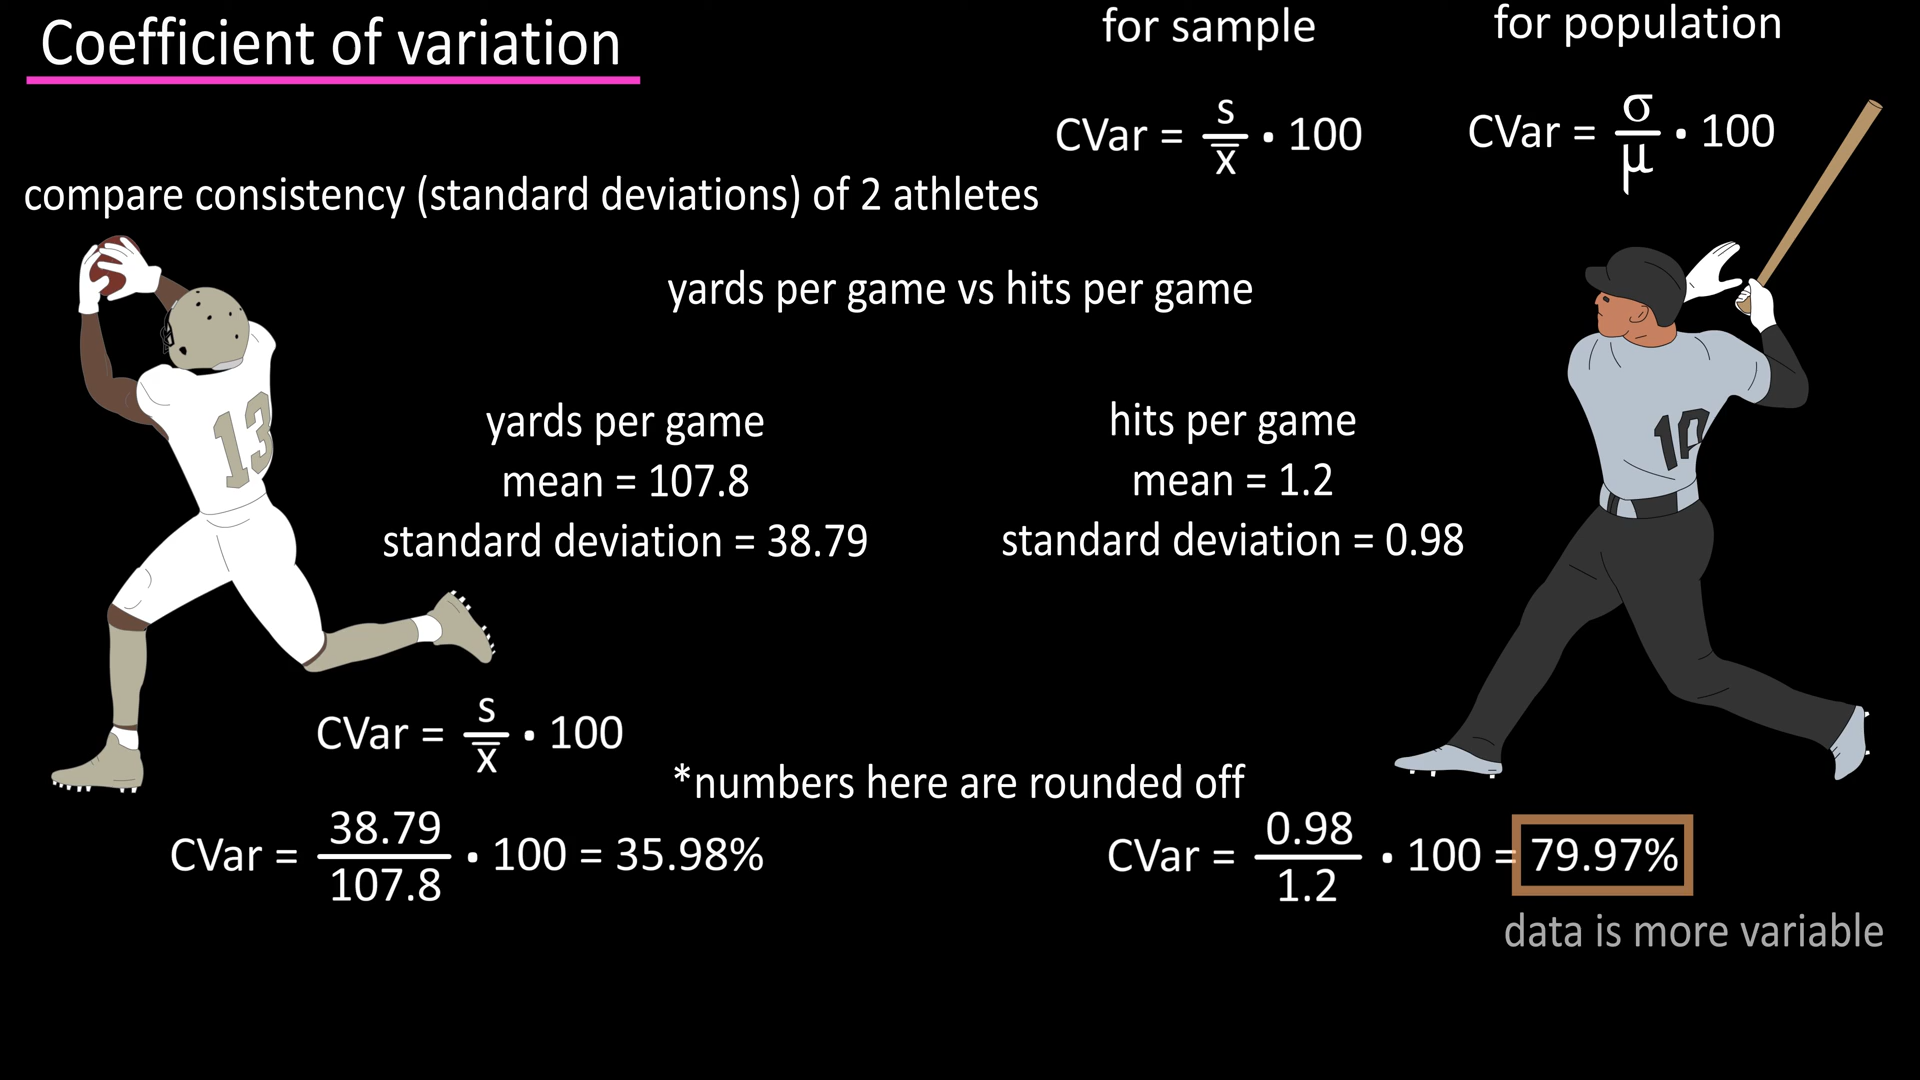 Coefficient of variation
for sample
for population
CVar = s/x̅ • 100
CVar = σ/μ • 100
compare consistency (standard deviations) of 2 athletes
yards per game vs hits per game
yards per game
mean = 107.8
standard deviation = 38.79
hits per game
mean = 1.2
standard deviation = 0.98
13
10
CVar = s/x̅ • 100
*numbers here are rounded off
CVar = 38.79/107.8 • 100 = 35.98%
CVar = 0.98/1.2 • 100 = 79.97%
data is more variable